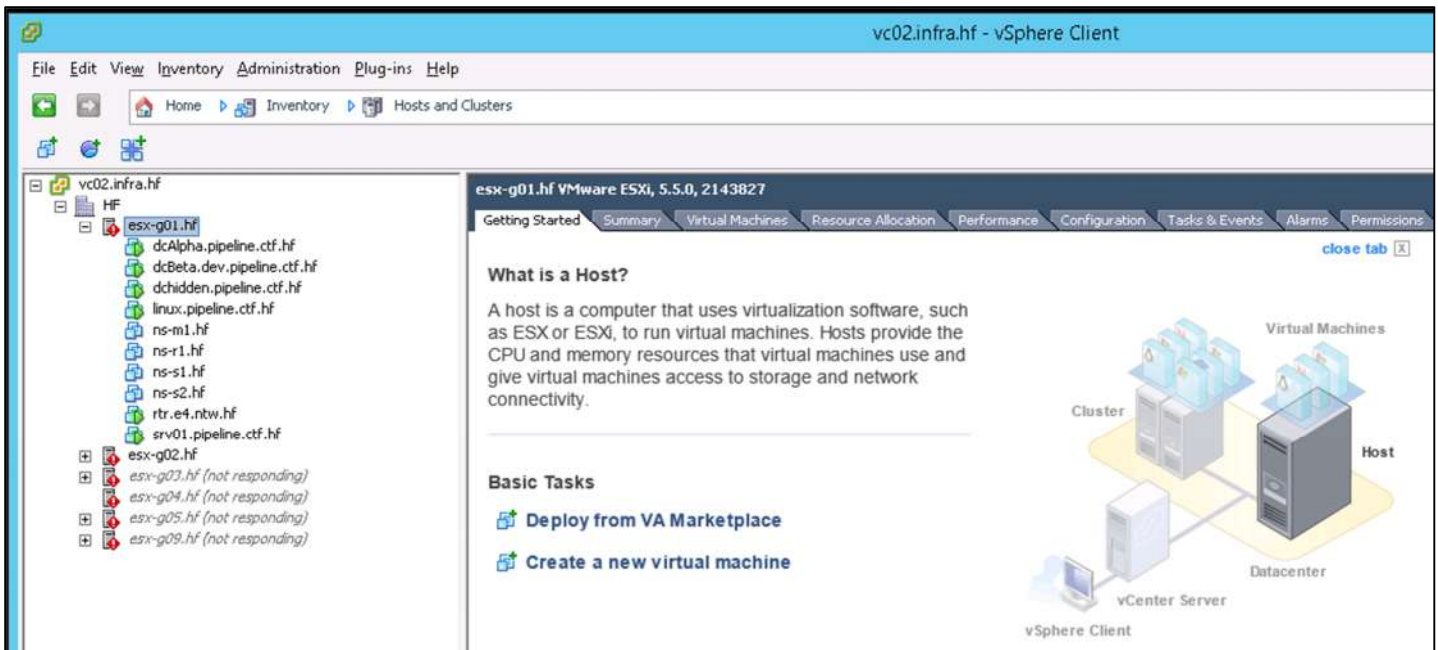 vc02.infra.hf - vSphere Client
File Edit View Inventory Administration Plug-ins Help
Home Inventory Hosts and Clusters
vc02.infra.hf
HF
esx-g01.hf
dcAlpha.pipeline.ctf.hf
dcBeta.dev.pipeline.ctf.hf
dchidden.pipeline.ctf.hf
linux.pipeline.ctf.hf
ns-m1.hf
ns-r1.hf
ns-s1.hf
ns-s2.hf
rtr.e4.ntw.hf
srv01.pipeline.ctf.hf
esx-g02.hf
esx-g03.hf (not responding)
esx-g04.hf (not responding)
esx-g05.hf (not responding)
esx-g09.hf (not responding)
esx-g01.hf VMware ESXi, 5.5.0, 2143827
Getting Started Summary Virtual Machines Resource Allocation Performance Configuration Tasks & Events Alarms Permissions
close tab X
What is a Host?
A host is a computer that uses virtualization software, such
as ESX or ESXi, to run virtual machines. Hosts provide the
CPU and memory resources that virtual machines use and
give virtual machines access to storage and network
connectivity.
Basic Tasks
Deploy from VA Marketplace
Create a new virtual machine
Virtual Machines
Cluster
Host
Datacenter
vCenter Server
vSphere Client